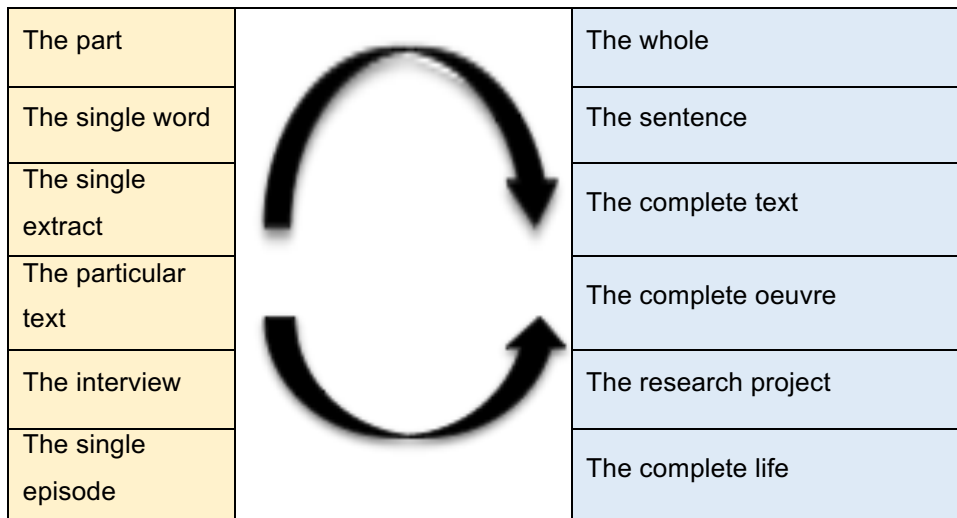 The part
The whole
The single word
The sentence
The single
extract
The complete text
The particular
text
The complete oeuvre
The interview
The research project
The single
episode
The complete life